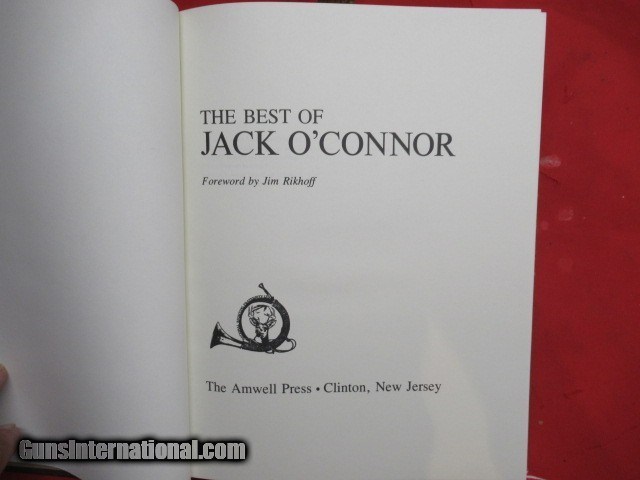 THE BEST OF
JACK O'CONNOR
Foreword by Jim Rikhoff
The Amwell Press • Clinton, New Jersey
GunsInternational.com